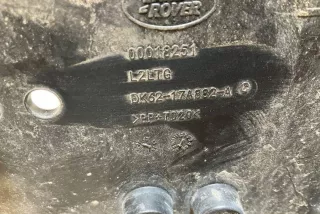 ROVER
00018251
LZLTG
DK62-17A882-A
>PP-TD20<